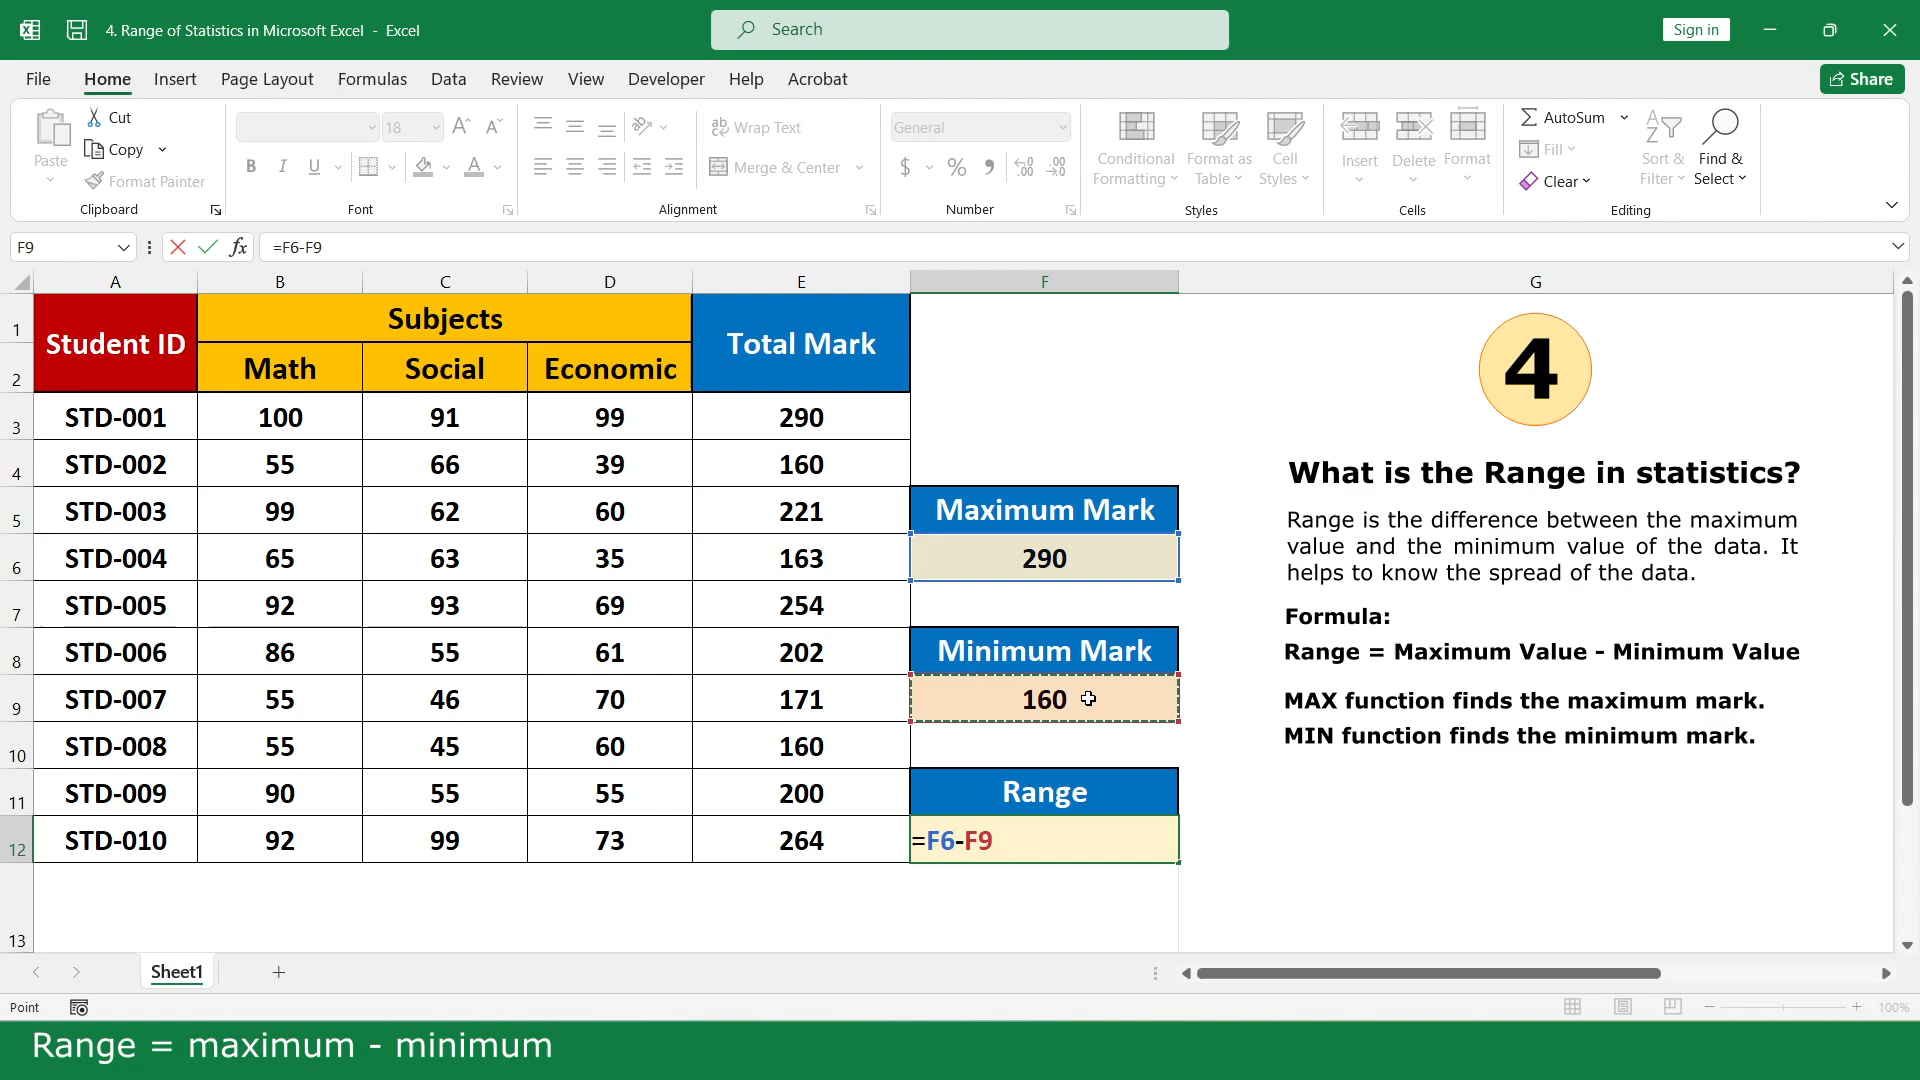 4. Range of Statistics in Microsoft Excel - Excel
Search
Sign in
File Home Insert Page Layout Formulas Data Review View Developer Help Acrobat
Share
Paste
Cut
Copy
Format Painter
Clipboard
18
B I U
Font
Wrap Text
Merge & Center
Alignment
General
$ % ,
Number
Conditional Formatting
Format as Table
Cell Styles
Styles
Insert Delete Format
Cells
AutoSum
Fill
Clear
Sort & Filter
Find & Select
Editing
F9 fx =F6-F9
A B C D E F G
1 Student ID Subjects Total Mark
2 Math Social Economic
3 STD-001 100 91 99 290
4 STD-002 55 66 39 160
5 STD-003 99 62 60 221 Maximum Mark
6 STD-004 65 63 35 163 290
7 STD-005 92 93 69 254
8 STD-006 86 55 61 202 Minimum Mark
9 STD-007 55 46 70 171 160
10 STD-008 55 45 60 160
11 STD-009 90 55 55 200 Range
12 STD-010 92 99 73 264 =F6-F9
13
4
What is the Range in statistics?
Range is the difference between the maximum
value and the minimum value of the data. It
helps to know the spread of the data.
Formula:
Range = Maximum Value - Minimum Value
MAX function finds the maximum mark.
MIN function finds the minimum mark.
Sheet1
Point
100%
Range = maximum - minimum